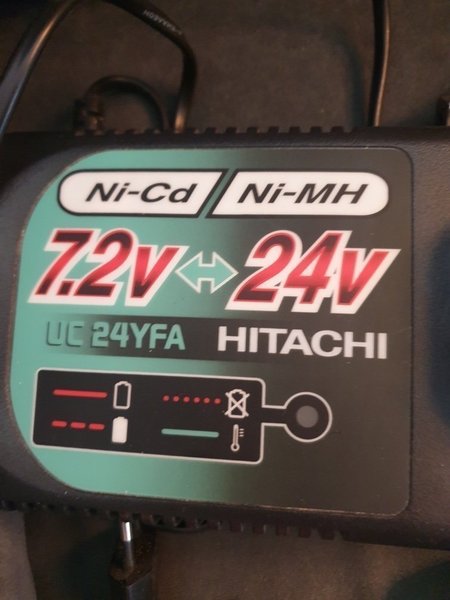 Ni-Cd Ni-MH
7.2V ↔ 24V
UC 24YFA HITACHI